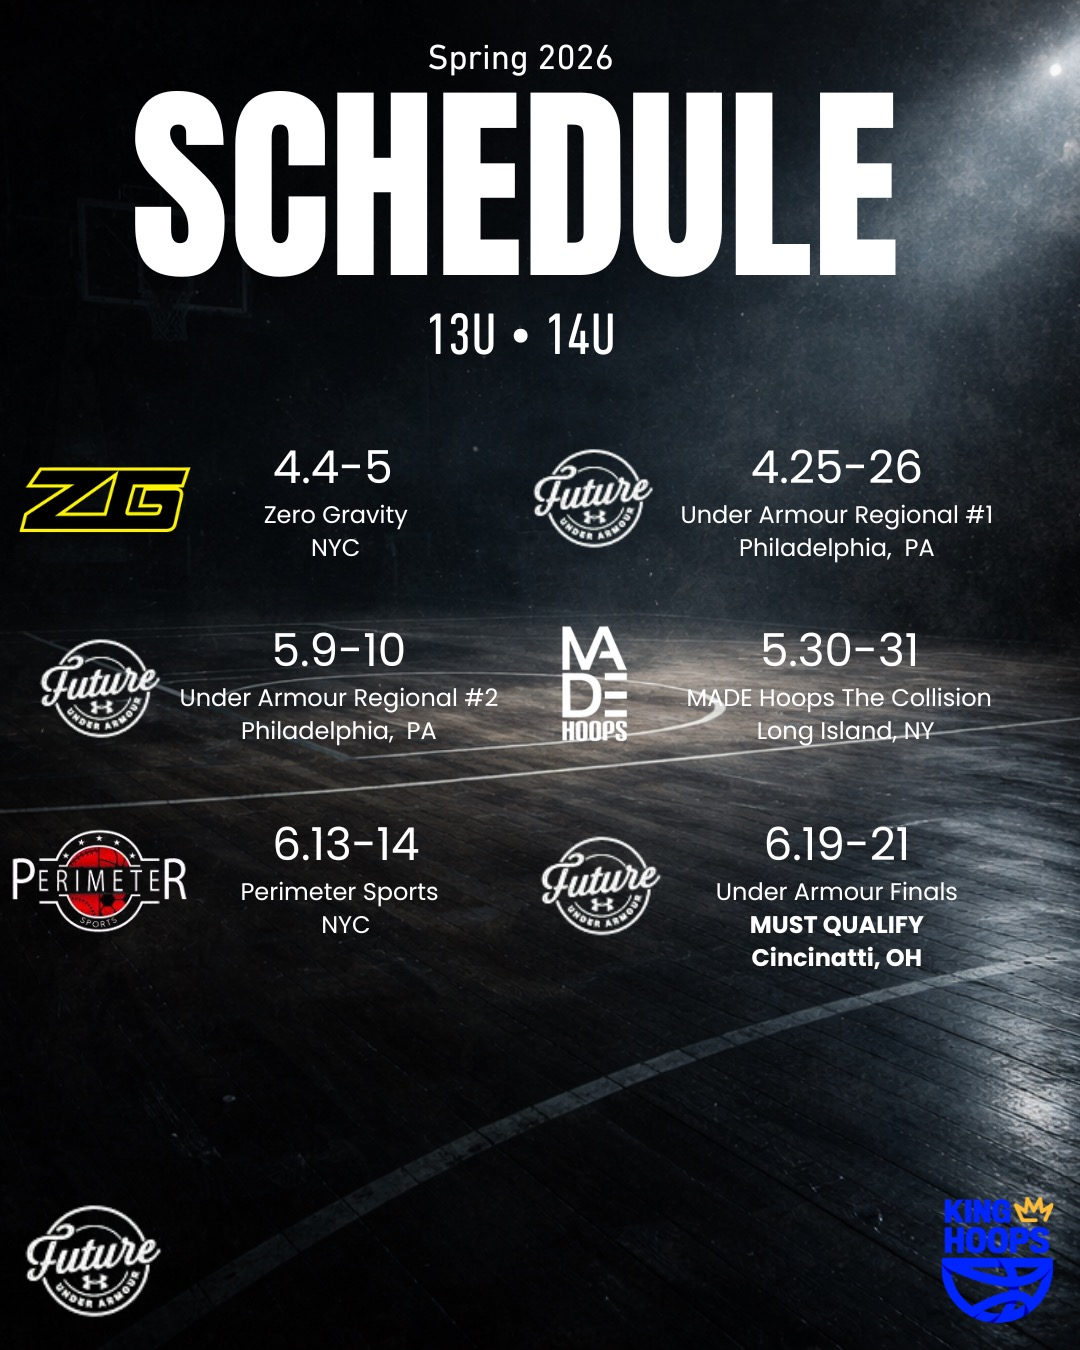 Spring 2026
SCHEDULE
13U • 14U
ZG
4.4-5
Zero Gravity
NYC
Future
UNDER ARMOUR
4.25-26
Under Armour Regional #1
Philadelphia, PA
Future
UNDER ARMOUR
5.9-10
Under Armour Regional #2
Philadelphia, PA
MA
DE
HOOPS
5.30-31
MADE Hoops The Collision
Long Island, NY
PERIMETER
SPORTS
6.13-14
Perimeter Sports
NYC
Future
UNDER ARMOUR
6.19-21
Under Armour Finals
MUST QUALIFY
Cincinatti, OH
Future
UNDER ARMOUR
KING
HOOPS